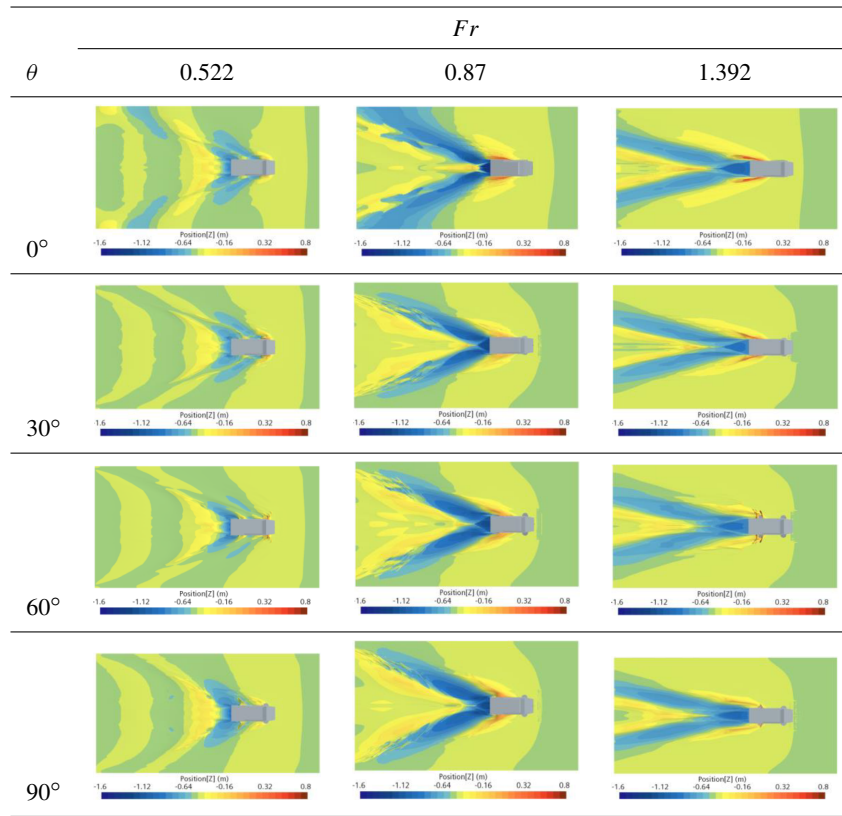 Fr
θ 0.522 0.87 1.392
Position[Z] (m) Position[Z] (m) Position[Z] (m)
-1.6 -1.12 -0.64 -0.16 0.32 0.8 -1.6 -1.12 -0.64 -0.16 0.32 0.8 -1.6 -1.12 -0.64 -0.16 0.32 0.8
0°
Position[Z] (m) Position[Z] (m) Position[Z] (m)
-1.6 -1.12 -0.64 -0.16 0.32 0.8 -1.6 -1.12 -0.64 -0.16 0.32 0.8 -1.6 -1.12 -0.64 -0.16 0.32 0.8
30°
Position[Z] (m) Position[Z] (m) Position[Z] (m)
-1.6 -1.12 -0.64 -0.16 0.32 0.8 -1.6 -1.12 -0.64 -0.16 0.32 0.8 -1.6 -1.12 -0.64 -0.16 0.32 0.8
60°
Position[Z] (m) Position[Z] (m) Position[Z] (m)
-1.6 -1.12 -0.64 -0.16 0.32 0.8 -1.6 -1.12 -0.64 -0.16 0.32 0.8 -1.6 -1.12 -0.64 -0.16 0.32 0.8
90°